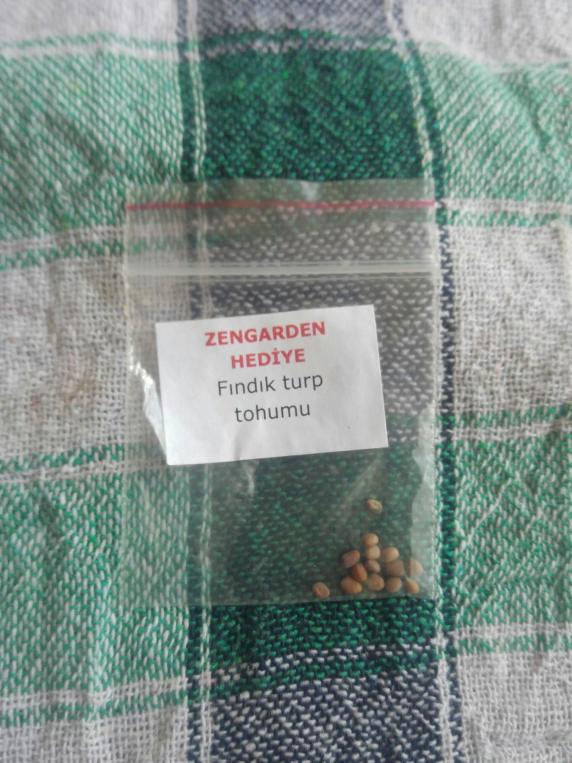 ZENGARDEN
HEDİYE
Fındık turp
tohumu